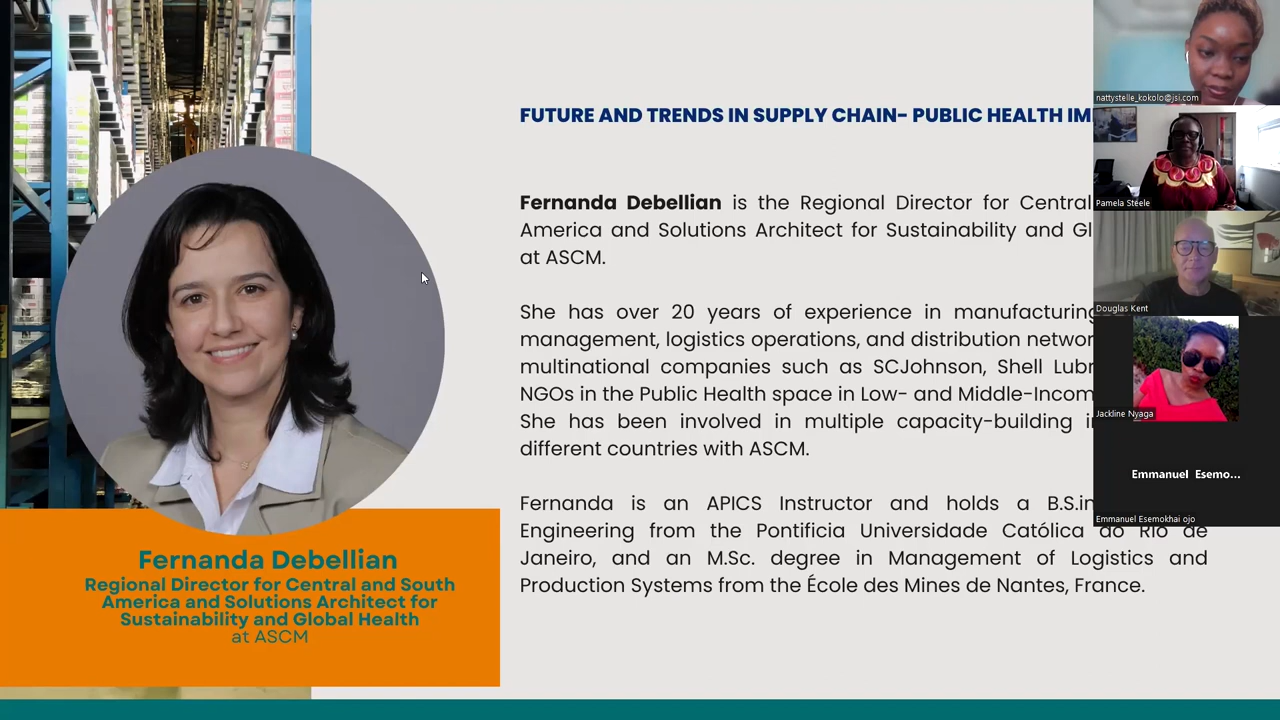 FUTURE AND TRENDS IN SUPPLY CHAIN- PUBLIC HEALTH
Fernanda Debellian is the Regional Director for Central
America and Solutions Architect for Sustainability and
at ASCM.
She has over 20 years of experience in manufacturing
management, logistics operations, and distribution
multinational companies such as SCJohnson, Shell
NGOs in the Public Health space in Low- and
She has been involved in multiple capacity-building
different countries with ASCM.
Fernanda is an APICS Instructor and holds a B.S.in
Engineering from the Pontificia Universidade Católica do Rio de
Janeiro, and an M.Sc. degree in Management of Logistics and
Production Systems from the École des Mines de Nantes, France.
Fernanda Debellian
Regional Director for Central and South
America and Solutions Architect for
Sustainability and Global Health
at ASCM
nattystelle_kokolo@jsi.com
Pamela Steele
Douglas Kent
Jackline Nyaga
Emmanuel Esemo...
Emmanuel Esemokhai ojo